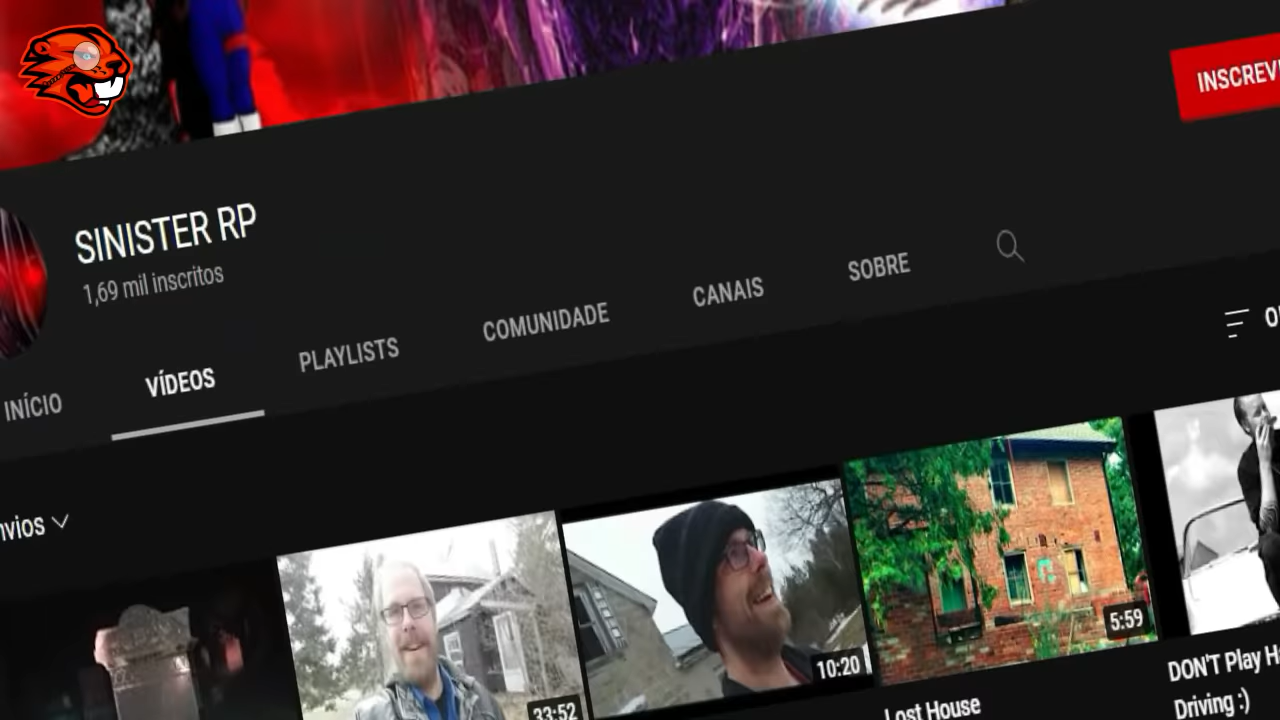 INSCREV
SINISTER RP
1,69 mil inscritos
INÍCIO
VÍDEOS
PLAYLISTS
COMUNIDADE
CANAIS
SOBRE
nvios
33:52
10:20
5:59
Lost House
DON'T Play
Driving :)